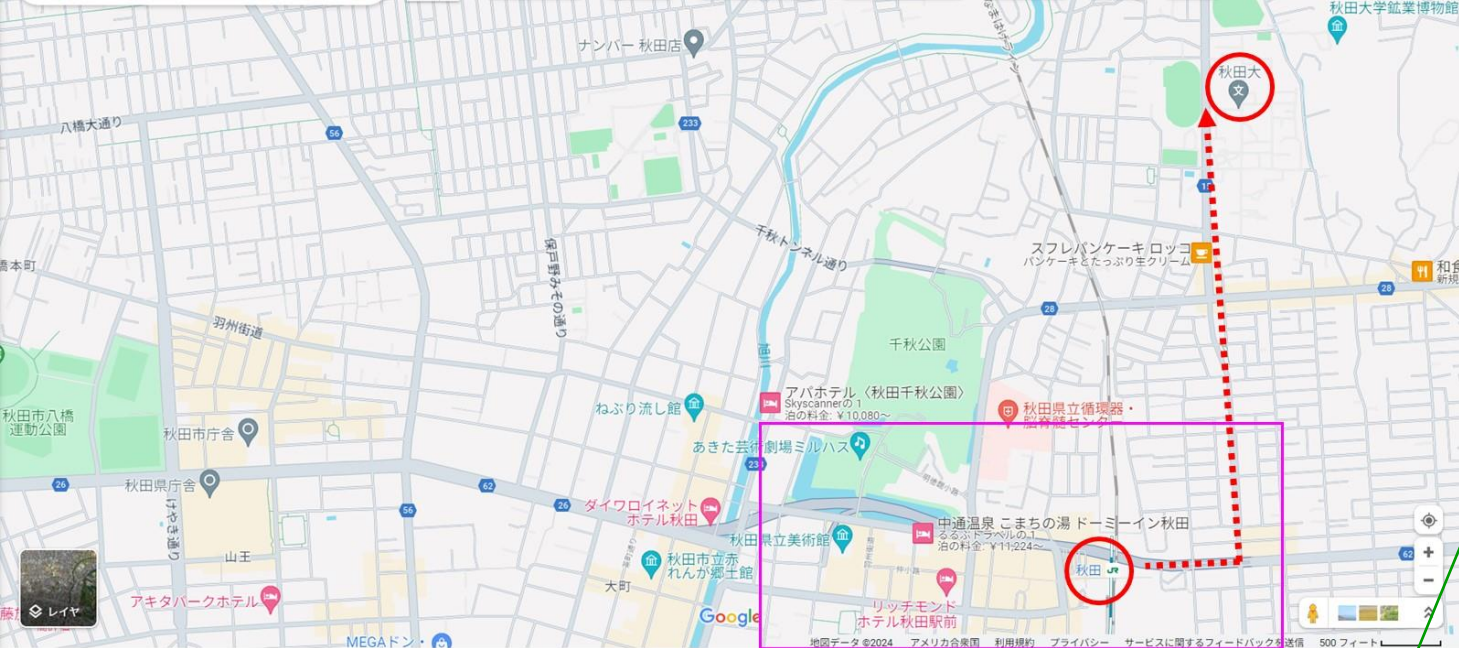 秋田大学鉱業博物館
ナンバー 秋田店
秋田大
八橋大通り
56
233
15
千秋トンネル通り
スフレパンケーキ ロッコ
パンケーキとたっぷり生クリーム
和食
新規
28
28
橋本町
保戸野みその通り
羽州街道
旭川
千秋公園
アパホテル〈秋田千秋公園〉
Skyscannerの 1
泊の料金: ￥10,080～
ねぶり流し館
秋田県立循環器・
脳脊髄センター
秋田市八橋
運動公園
秋田市庁舎
あきた芸術劇場ミルハス
秋田県庁舎
26
62
26
56
ダイワロイネット
ホテル秋田
けやき通り
中通温泉 こまちの湯 ドーミーイン秋田
るるぶトラベルの 1
泊の料金: ￥11,224～
秋田県立美術館
秋田市立赤
れんが郷土館
山王
大町
秋田
JR
62
仲小路
リッチモンド
ホテル秋田駅前
アキタパークホテル
レイヤ
MEGAドン・
Google
地図データ ©2024 アメリカ合衆国 利用規約 プライバシー サービスに関するフィードバックを送信 500 フィート